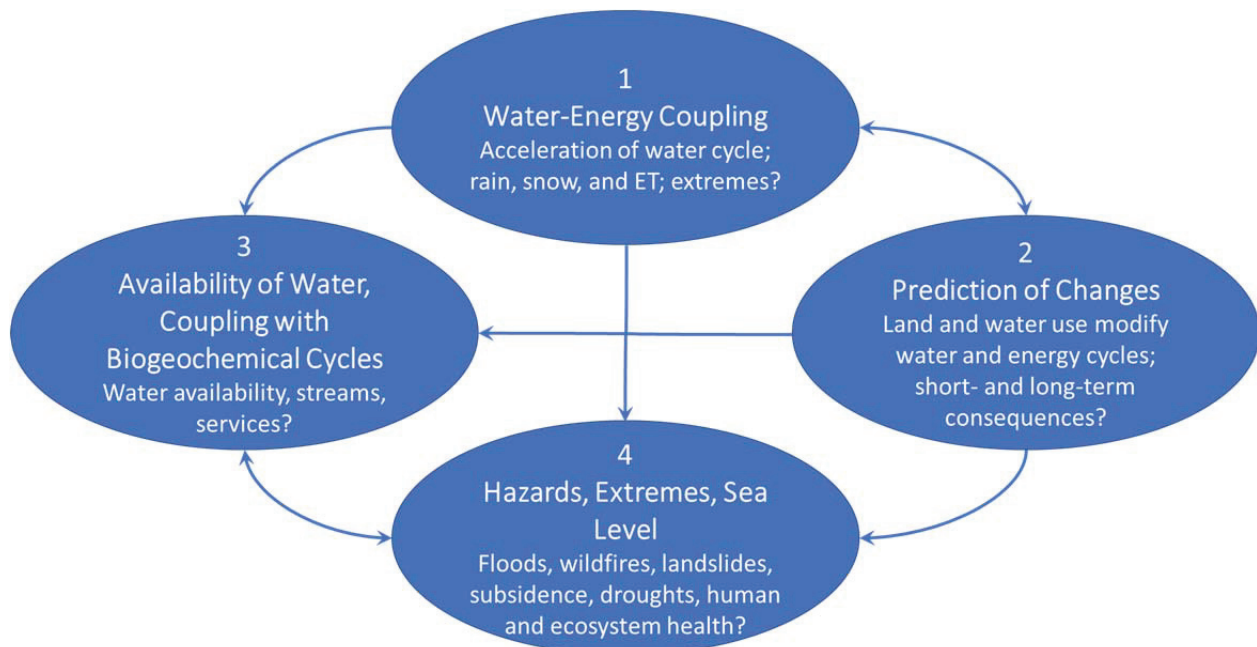 1
Water-Energy Coupling
Acceleration of water cycle;
rain, snow, and ET; extremes?
2
Prediction of Changes
Land and water use modify
water and energy cycles;
short- and long-term
consequences?
3
Availability of Water,
Coupling with
Biogeochemical Cycles
Water availability, streams,
services?
4
Hazards, Extremes, Sea
Level
Floods, wildfires, landslides,
subsidence, droughts, human
and ecosystem health?